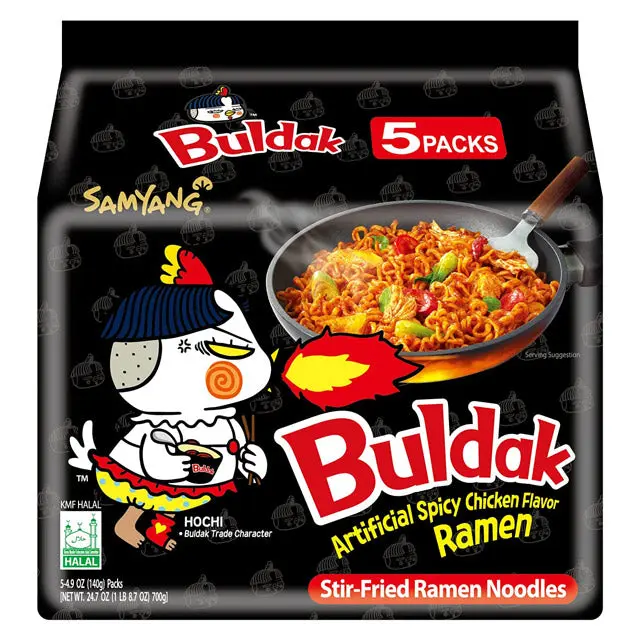 Buldak™
5 PACKS
SAMYANG®
Serving Suggestion
Buldak
Buldak
Artificial Spicy Chicken Flavor
Ramen
TM
KMF HALAL
HOCHI
• Buldak Trade Character
HALAL
5-4.9 OZ (140g) Packs
[NET WT. 24.7 OZ (1 LB 8.7 OZ) 700g]
Stir-Fried Ramen Noodles